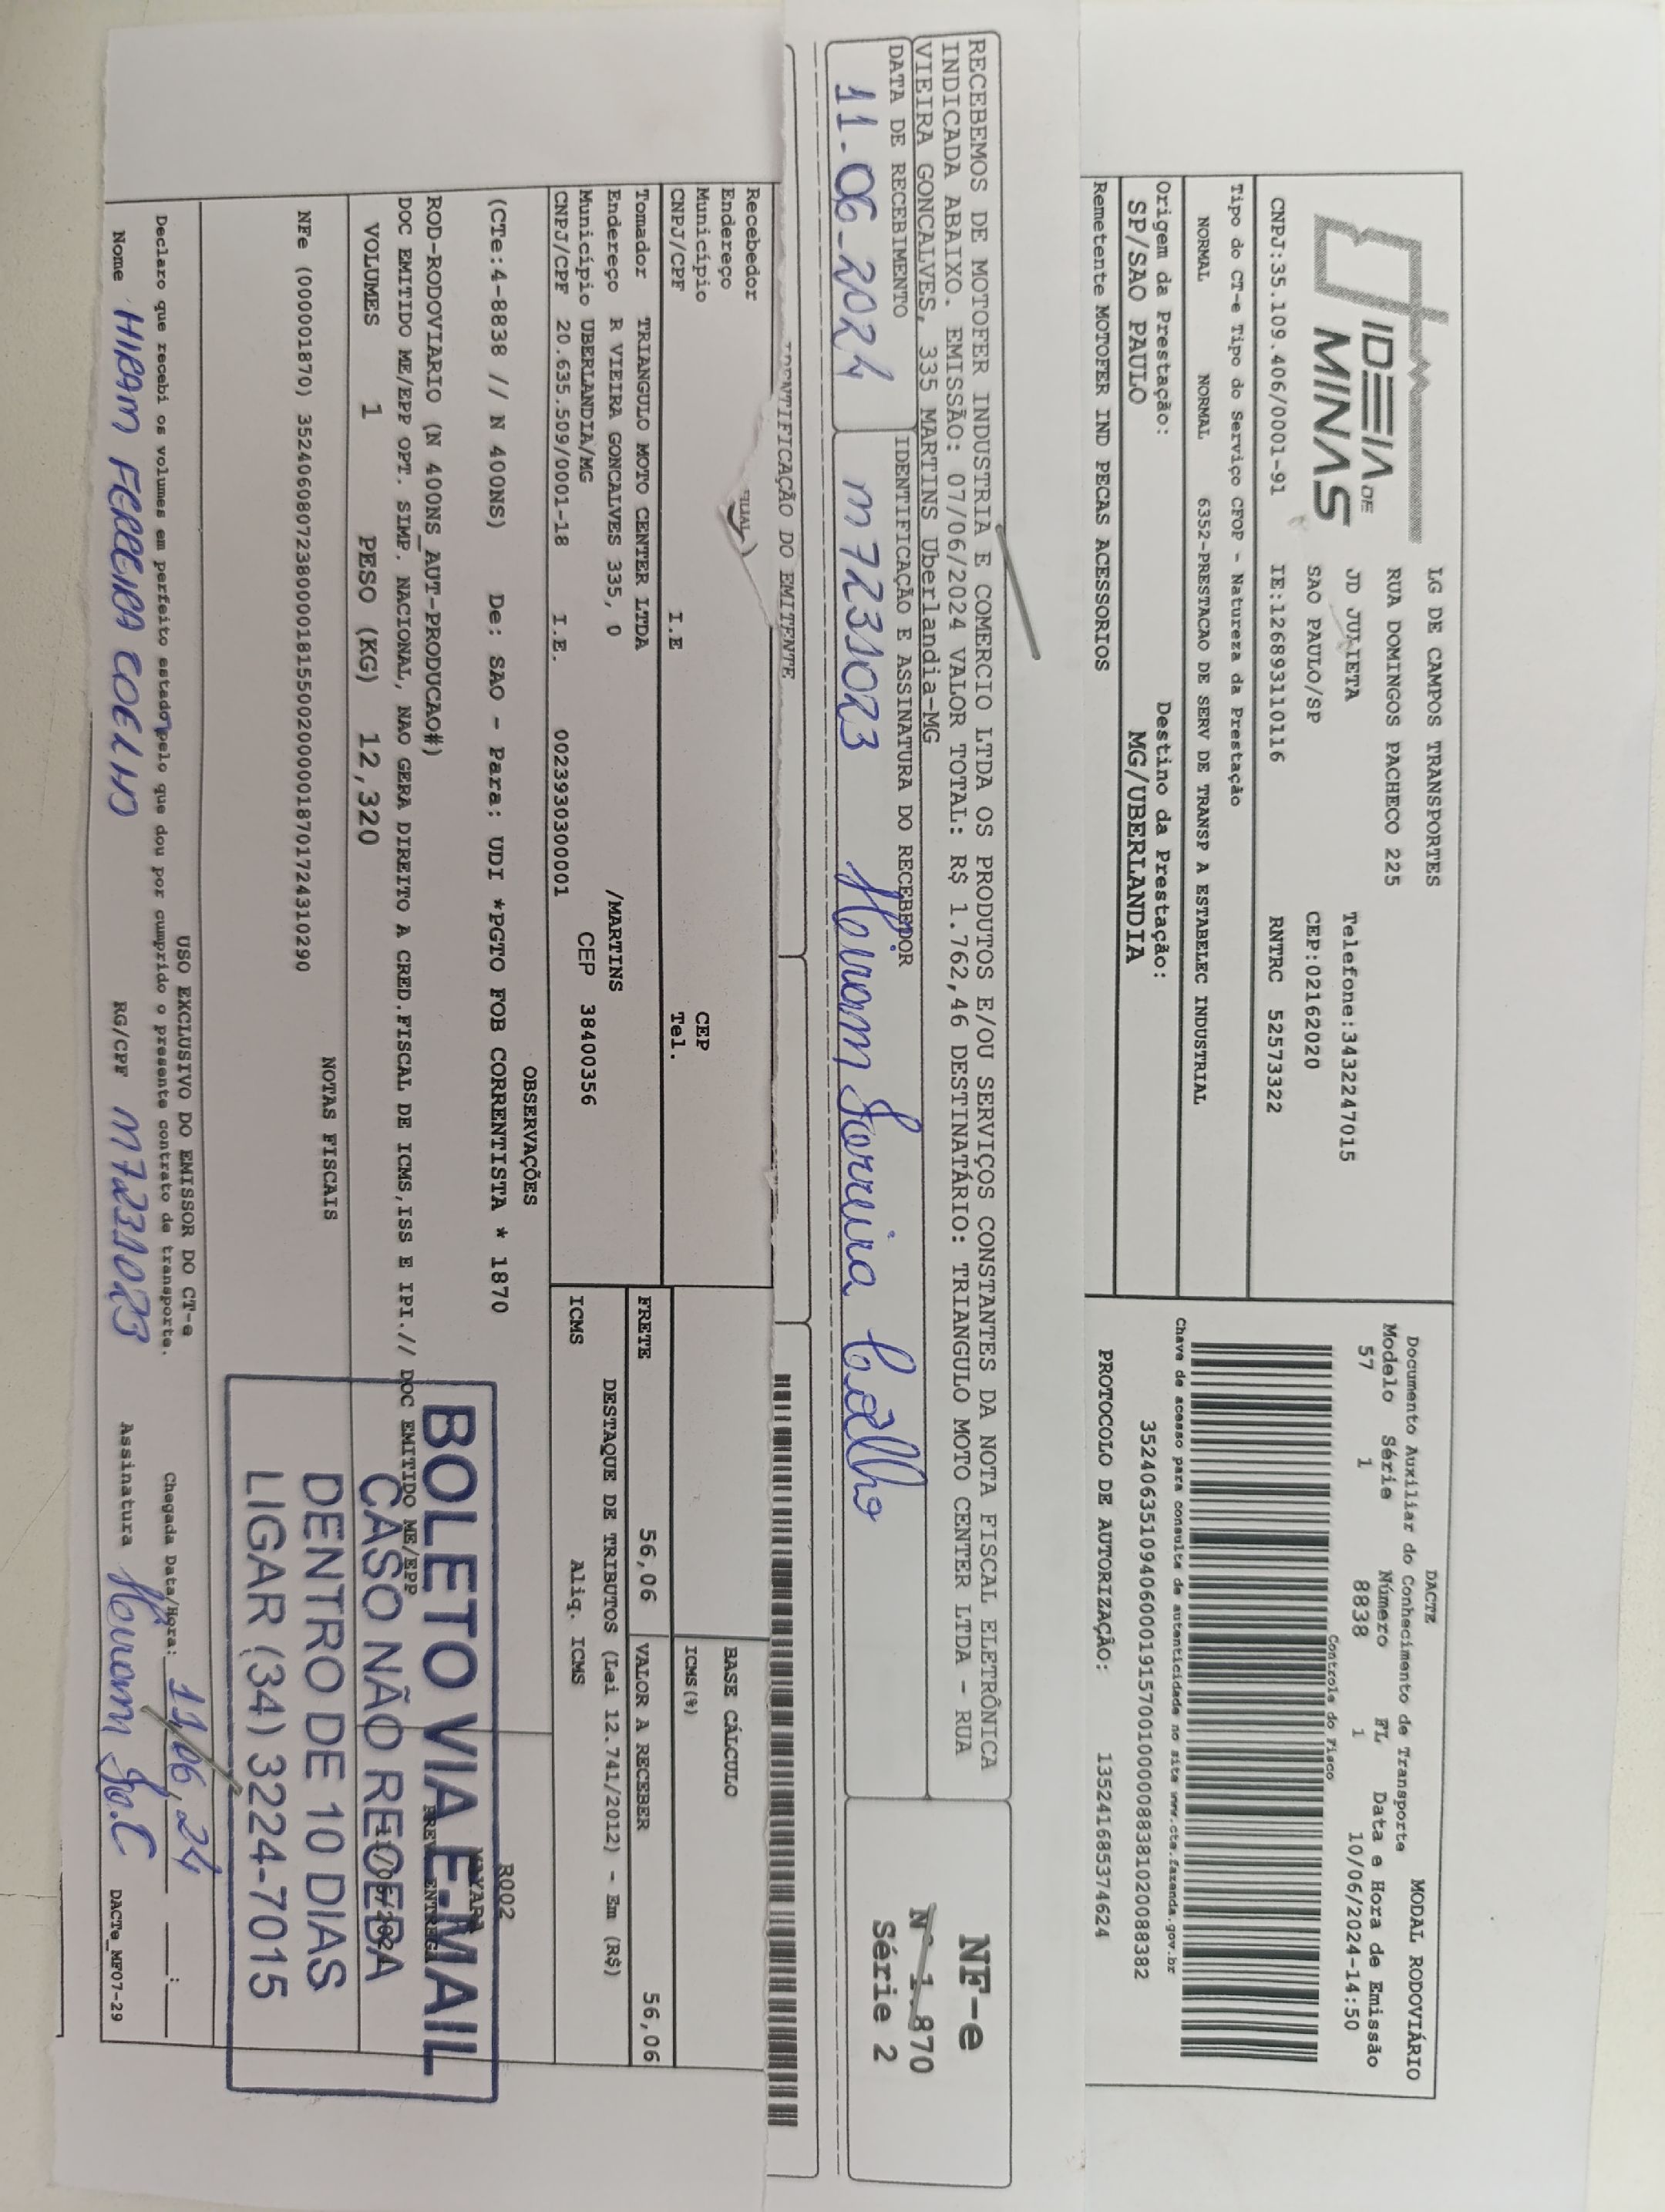 IDEIA DE
MINAS
LG DE CAMPOS TRANSPORTES
RUA DOMINGOS PACHECO 225
JD JULIETA Telefone:3432247015
SAO PAULO/SP CEP:02162020
CNPJ:35.109.406/0001-91 IE:126893110116 RNTRC 52573322
DACTE MODAL RODOVIÁRIO
Documento Auxiliar do Conhecimento de Transporte
Modelo Série Número FL Data e Hora de Emissão
57 1 8838 1 10/06/2024-14:50
Controle do Fisco
Tipo do CT-e Tipo do Serviço CFOP - Natureza da Prestação
NORMAL NORMAL 6352-PRESTACAO DE SERV DE TRANSP A ESTABELEC INDUSTRIAL
Chave de acesso para consulta de autenticidade no site www.cte.fazenda.gov.br
35240635109406000191570010000088381020088382
Origem da Prestação: Destino da Prestação:
SP/SAO PAULO MG/UBERLANDIA
PROTOCOLO DE AUTORIZAÇÃO: 135241685374624
Remetente MOTOFER IND PECAS ACESSORIOS
RECEBEMOS DE MOTOFER INDUSTRIA E COMERCIO LTDA OS PRODUTOS E/OU SERVIÇOS CONSTANTES DA NOTA FISCAL ELETRÔNICA
INDICADA ABAIXO. EMISSÃO: 07/06/2024 VALOR TOTAL: R$ 1.762,46 DESTINATÁRIO: TRIANGULO MOTO CENTER LTDA - RUA
VIEIRA GONCALVES, 335 MARTINS Uberlandia-MG
NF-e
Nº 1.870
Série 2
DATA DE RECEBIMENTO IDENTIFICAÇÃO E ASSINATURA DO RECEBEDOR
11-06-2024 M7231023 Hiram Ferreira Coelho
IDENTIFICAÇÃO DO EMITENTE
FILIAL)
Recebedor
Endereço
Município CEP
CNPJ/CPF I.E Tel.
BASE CÁLCULO
ICMS(%)
Tomador TRIANGULO MOTO CENTER LTDA
Endereço R VIEIRA GONCALVES 335, 0 /MARTINS
Município UBERLANDIA/MG CEP 38400356
CNPJ/CPF 20.635.509/0001-18 I.E. 0023930300001
FRETE 56,06 VALOR A RECEBER 56,06
DESTAQUE DE TRIBUTOS (Lei 12.741/2012) - Em (R$)
ICMS Aliq. ICMS
OBSERVAÇÕES
(CTe:4-8838 // N 400NS) De: SAO - Para: UDI *PGTO FOB CORRENTISTA * 1870
R002
ROD-RODOVIARIO (N 400NS_AUT-PRODUCAO#)
DOC EMITIDO ME/EPP OPT. SIMP. NACIONAL, NAO GERA DIREITO A CRED.FISCAL DE ICMS,ISS E IPI.// DOC EMITIDO ME/EPP
VOLUMES 1 PESO (KG) 12,320
BOLETO VIA E-MAIL
CASO NÃO RECEBA
DENTRO DE 10 DIAS
LIGAR (34) 3224-7015
NOTAS FISCAIS
NFe (000001870) 35240608072380000181550020000018701724310290
USO EXCLUSIVO DO EMISSOR DO CT-e
Declaro que recebi os volumes em perfeito estado pelo que dou por cumprido o presente contrato de transporte.
Chegada Data/Hora: 11/06/24 __:__
Nome HIRAM FERREIRA COELHO RG/CPF M7231023 Assinatura Hiram Fe.C
DACTe_MF07-29